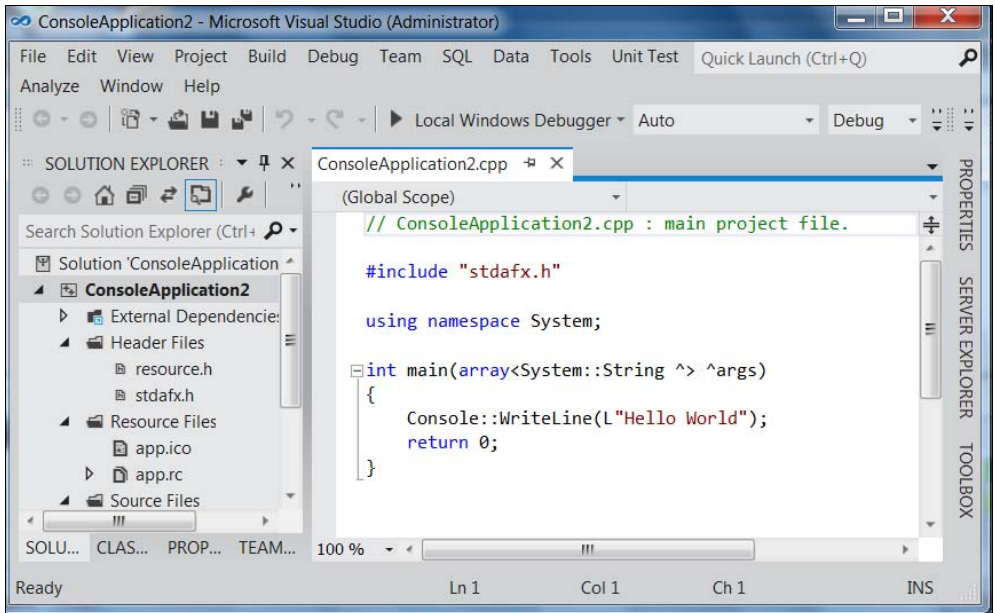 ConsoleApplication2 - Microsoft Visual Studio (Administrator)
File Edit View Project Build Debug Team SQL Data Tools Unit Test Quick Launch (Ctrl+Q)
Analyze Window Help
Local Windows Debugger Auto Debug
SOLUTION EXPLORER
Search Solution Explorer (Ctrl+
Solution 'ConsoleApplication
ConsoleApplication2
External Dependencies
Header Files
resource.h
stdafx.h
Resource Files
app.ico
app.rc
Source Files
SOLU... CLAS... PROP... TEAM...
ConsoleApplication2.cpp
(Global Scope)
// ConsoleApplication2.cpp : main project file.
#include "stdafx.h"
using namespace System;
int main(array<System::String ^> ^args)
{
    Console::WriteLine(L"Hello World");
    return 0;
}
100 %
PROPERTIES
SERVER EXPLORER
TOOLBOX
Ready Ln 1 Col 1 Ch 1 INS